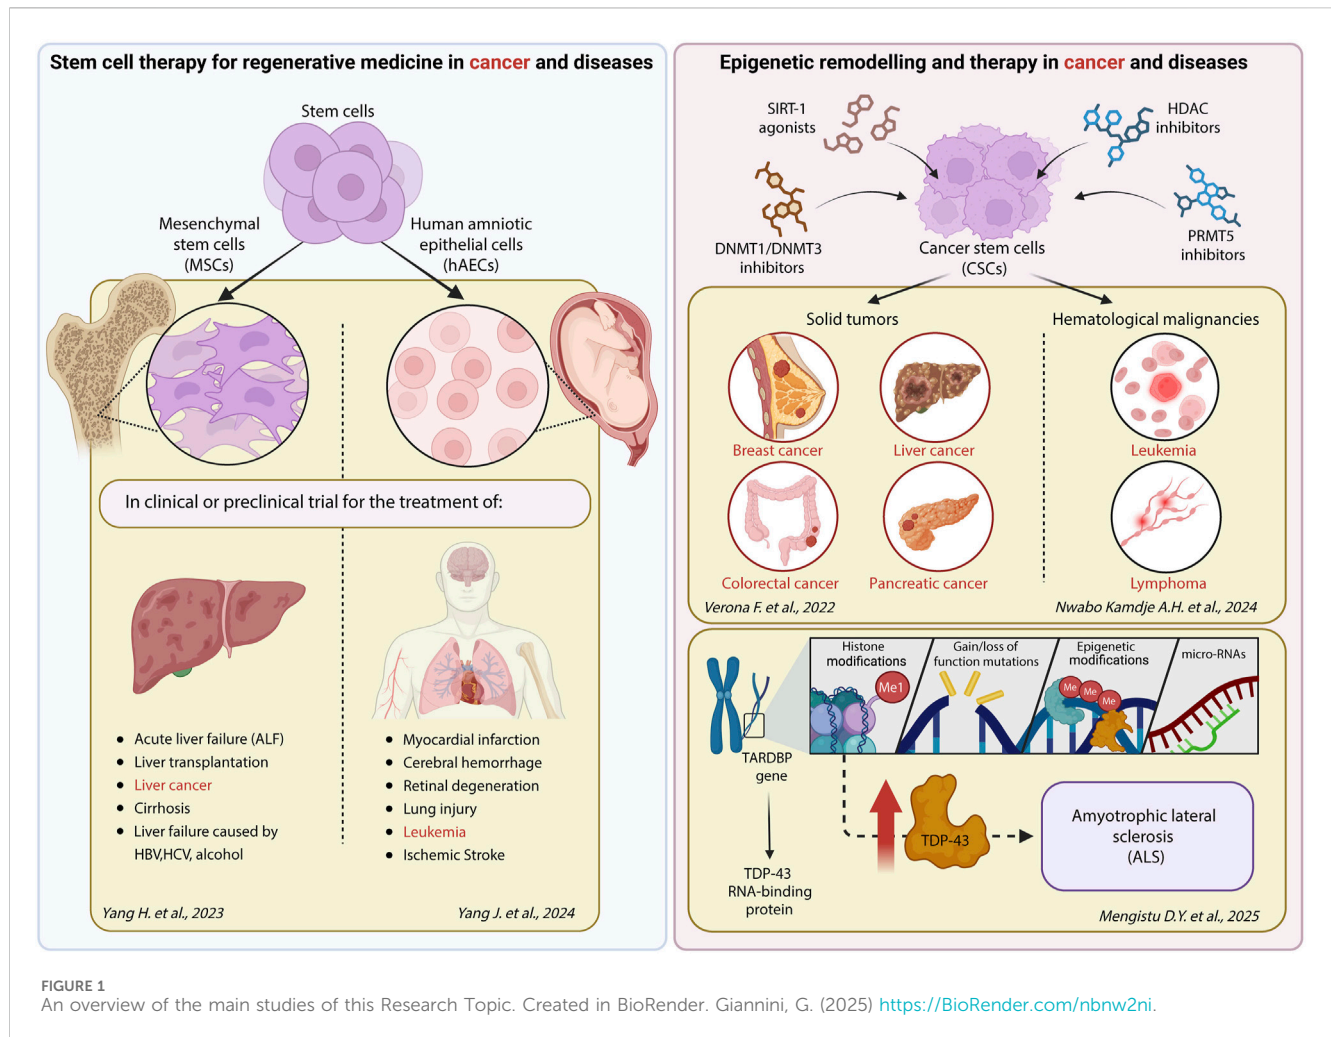 Stem cell therapy for regenerative medicine in cancer and diseases
Stem cells
Mesenchymal
stem cells
(MSCs)
Human amniotic
epithelial cells
(hAECs)
In clinical or preclinical trial for the treatment of:
Acute liver failure (ALF)
Liver transplantation
Liver cancer
Cirrhosis
Liver failure caused by
HBV,HCV, alcohol
Yang H. et al., 2023
Myocardial infarction
Cerebral hemorrhage
Retinal degeneration
Lung injury
Leukemia
Ischemic Stroke
Yang J. et al., 2024
Epigenetic remodelling and therapy in cancer and diseases
SIRT-1
agonists
HDAC
inhibitors
DNMT1/DNMT3
inhibitors
Cancer stem cells
(CSCs)
PRMT5
inhibitors
Solid tumors
Breast cancer
Liver cancer
Colorectal cancer
Pancreatic cancer
Verona F. et al., 2022
Hematological malignancies
Leukemia
Lymphoma
Nwabo Kamdje A.H. et al., 2024
Histone
modifications
Me1
Gain/loss of
function mutations
Epigenetic
modifications
Me
Me
Me
micro-RNAs
TARDBP
gene
TDP-43
RNA-binding
protein
TDP-43
Amyotrophic lateral
sclerosis
(ALS)
Mengistu D.Y. et al., 2025
FIGURE 1
An overview of the main studies of this Research Topic. Created in BioRender. Giannini, G. (2025) https://BioRender.com/nbnw2ni.